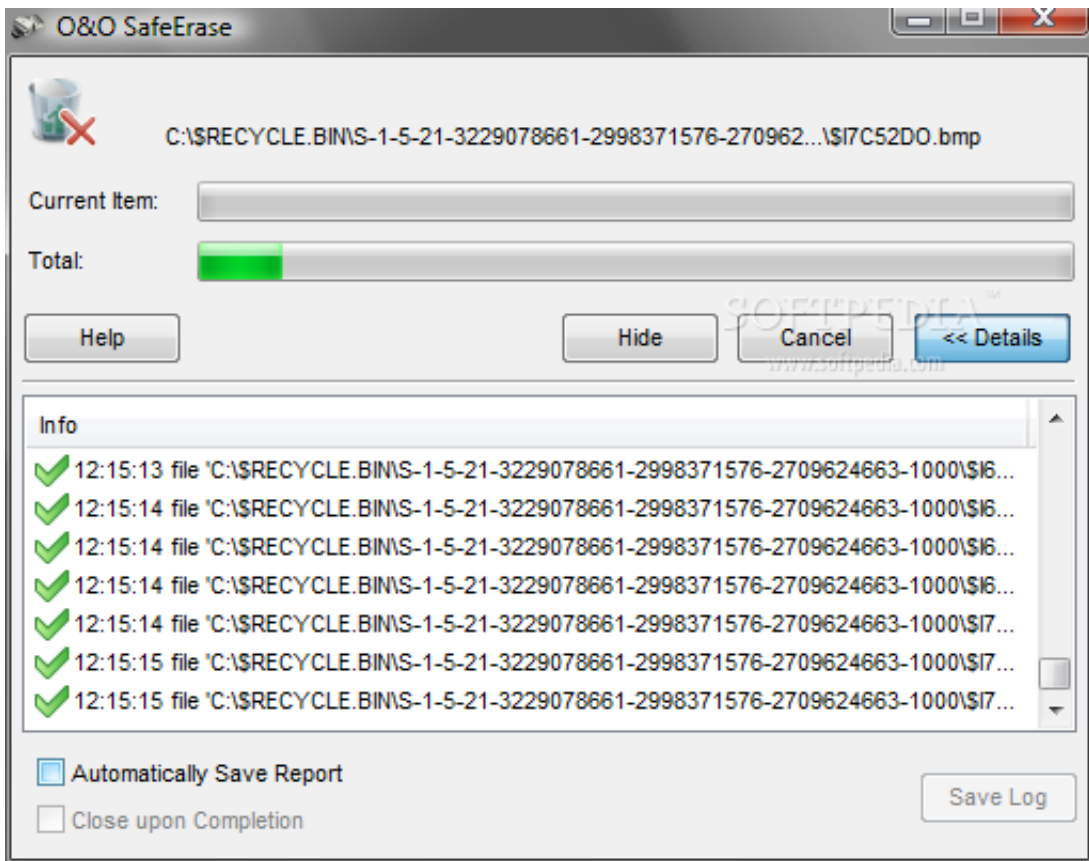 O&O SafeErase
C:\$RECYCLE.BIN\S-1-5-21-3229078661-2998371576-270962...\$I7C52DO.bmp
Current Item:
Total:
SOFTPEDIA™
Help
Hide
Cancel
<< Details
www.softpedia.com
Info
12:15:13 file 'C:\$RECYCLE.BIN\S-1-5-21-3229078661-2998371576-2709624663-1000\$I6...
12:15:14 file 'C:\$RECYCLE.BIN\S-1-5-21-3229078661-2998371576-2709624663-1000\$I6...
12:15:14 file 'C:\$RECYCLE.BIN\S-1-5-21-3229078661-2998371576-2709624663-1000\$I6...
12:15:14 file 'C:\$RECYCLE.BIN\S-1-5-21-3229078661-2998371576-2709624663-1000\$I6...
12:15:14 file 'C:\$RECYCLE.BIN\S-1-5-21-3229078661-2998371576-2709624663-1000\$I7...
12:15:15 file 'C:\$RECYCLE.BIN\S-1-5-21-3229078661-2998371576-2709624663-1000\$I7...
12:15:15 file 'C:\$RECYCLE.BIN\S-1-5-21-3229078661-2998371576-2709624663-1000\$I7...
Automatically Save Report
Save Log
Close upon Completion